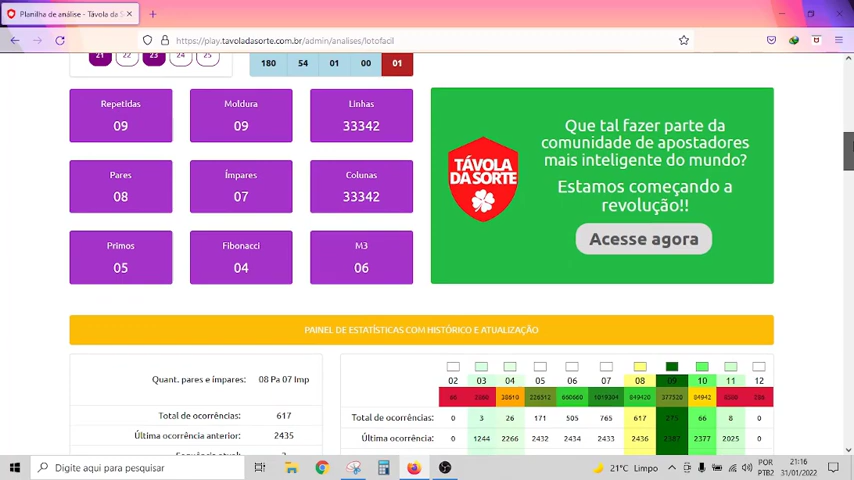 Planilha de análise - Távola da Sor
https://play.tavoladasorte.com.br/admin/analises/lotofacil
21 22 23 24 25
180 54 01 00 01
Repetidas
09
Moldura
09
Linhas
33342
Pares
08
Ímpares
07
Colunas
33342
Primos
05
Fibonacci
04
M3
06
TÁVOLA
DA SORTE
Que tal fazer parte da
comunidade de apostadores
mais inteligente do mundo?
Estamos começando a
revolução!!
Acesse agora
PAINEL DE ESTATÍSTICAS COM HISTÓRICO E ATUALIZAÇÃO
Quant. pares e ímpares: 08 Pa 07 Imp
Total de ocorrências: 617
Última ocorrência anterior: 2435
02 03 04 05 06 07 08 09 10 11 12
849420 377520 84942
Total de ocorrências: 0 3 26 171 505 765 617 275 66 8 0
Última ocorrência: 0 1244 2266 2432 2434 2433 2436 2377 2025 0
Digite aqui para pesquisar
21°C Limpo
POR
PTB2
21:16
31/01/2022